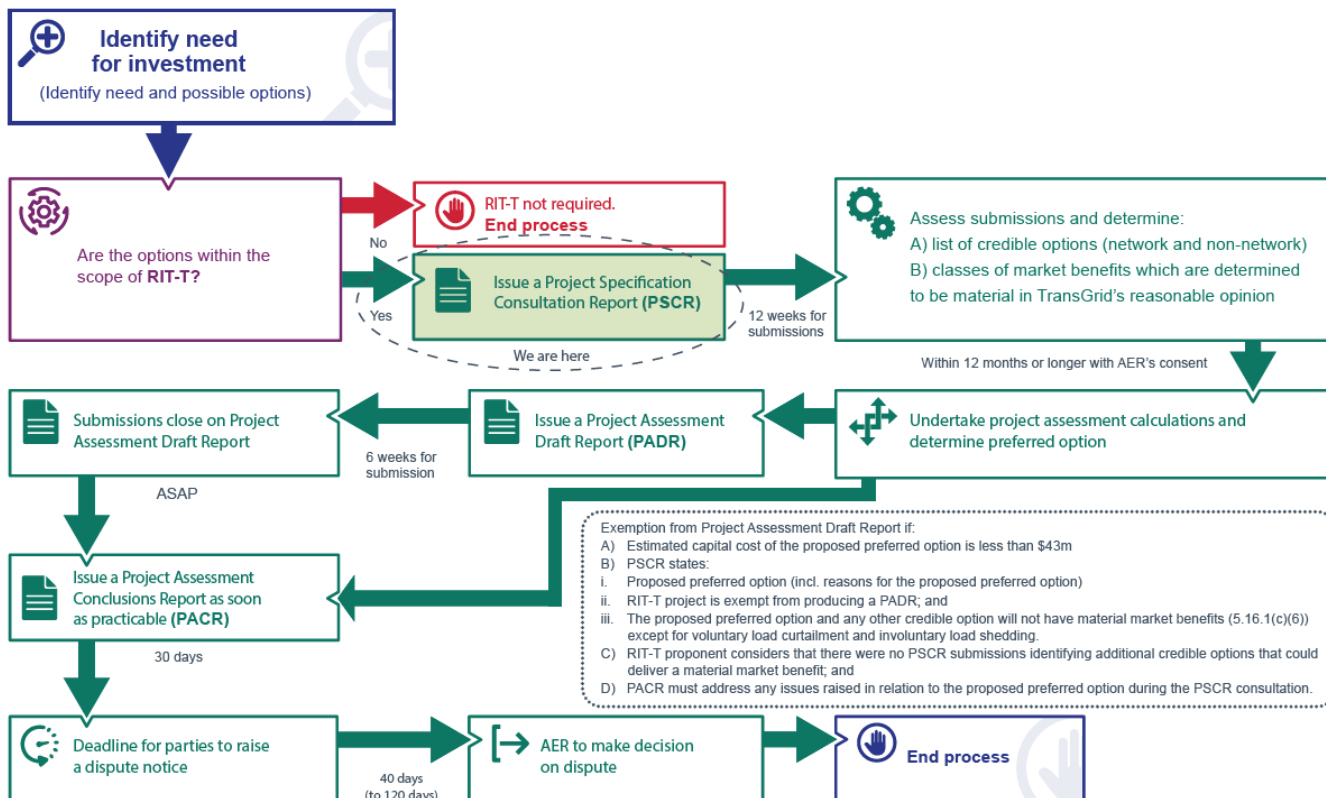 Identify need
for investment
(Identify need and possible options)
Are the options within the
scope of RIT-T?
No
RIT-T not required.
End process
Yes
Issue a Project Specification
Consultation Report (PSCR)
We are here
12 weeks for
submissions
Assess submissions and determine:
A) list of credible options (network and non-network)
B) classes of market benefits which are determined
to be material in TransGrid's reasonable opinion
Within 12 months or longer with AER's consent
Undertake project assessment calculations and
determine preferred option
Issue a Project Assessment
Draft Report (PADR)
6 weeks for
submission
Submissions close on Project
Assessment Draft Report
ASAP
Exemption from Project Assessment Draft Report if:
A) Estimated capital cost of the proposed preferred option is less than $43m
B) PSCR states:
i. Proposed preferred option (incl. reasons for the proposed preferred option)
ii. RIT-T project is exempt from producing a PADR; and
iii. The proposed preferred option and any other credible option will not have material market benefits (5.16.1(c)(6))
except for voluntary load curtailment and involuntary load shedding.
C) RIT-T proponent considers that there were no PSCR submissions identifying additional credible options that could
deliver a material market benefit; and
D) PACR must address any issues raised in relation to the proposed preferred option during the PSCR consultation.
Issue a Project Assessment
Conclusions Report as soon
as practicable (PACR)
30 days
Deadline for parties to raise
a dispute notice
40 days
(to 120 days)
AER to make decision
on dispute
End process